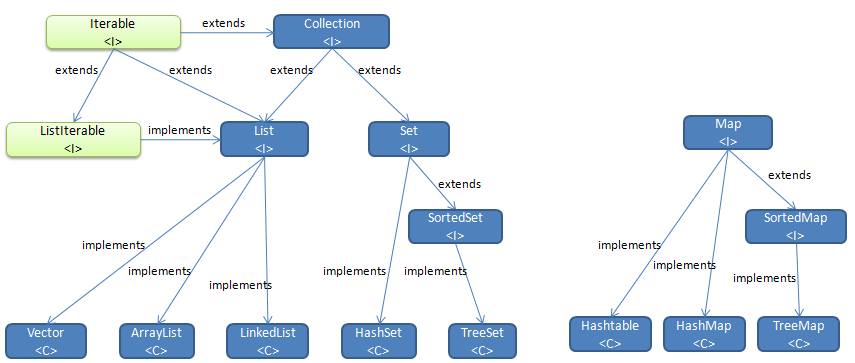 Iterable
<I>
extends
Collection
<I>
extends
extends
extends
extends
ListIterable
<I>
implements
List
<I>
Set
<I>
Map
<I>
extends
extends
SortedSet
<I>
SortedMap
<I>
implements
implements
implements
implements
implements
implements
implements
implements
Vector
<C>
ArrayList
<C>
LinkedList
<C>
HashSet
<C>
TreeSet
<C>
Hashtable
<C>
HashMap
<C>
TreeMap
<C>